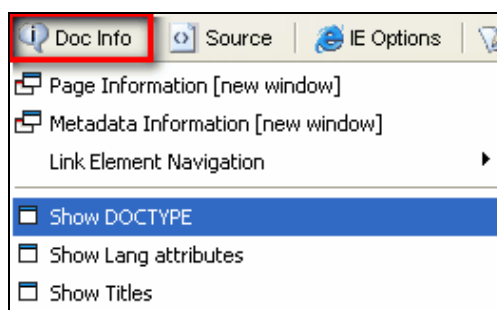 Doc Info Source IE Options
Page Information [new window]
Metadata Information [new window]
Link Element Navigation
Show DOCTYPE
Show Lang attributes
Show Titles